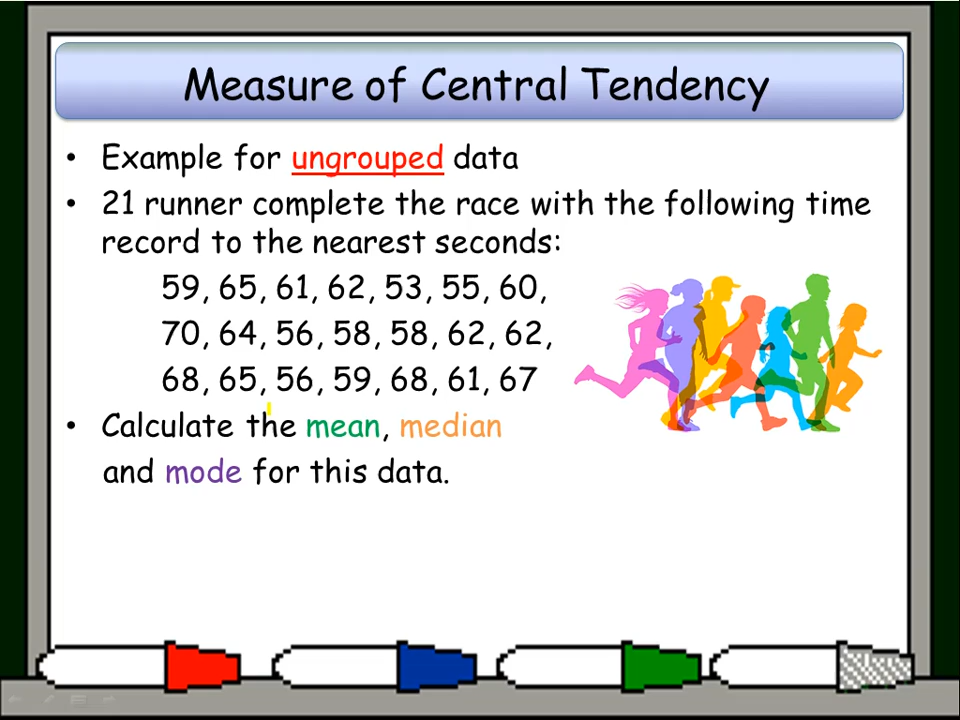 Measure of Central Tendency
• Example for ungrouped data
• 21 runner complete the race with the following time
record to the nearest seconds:
59, 65, 61, 62, 53, 55, 60,
70, 64, 56, 58, 58, 62, 62,
68, 65, 56, 59, 68, 61, 67
• Calculate the mean, median
and mode for this data.